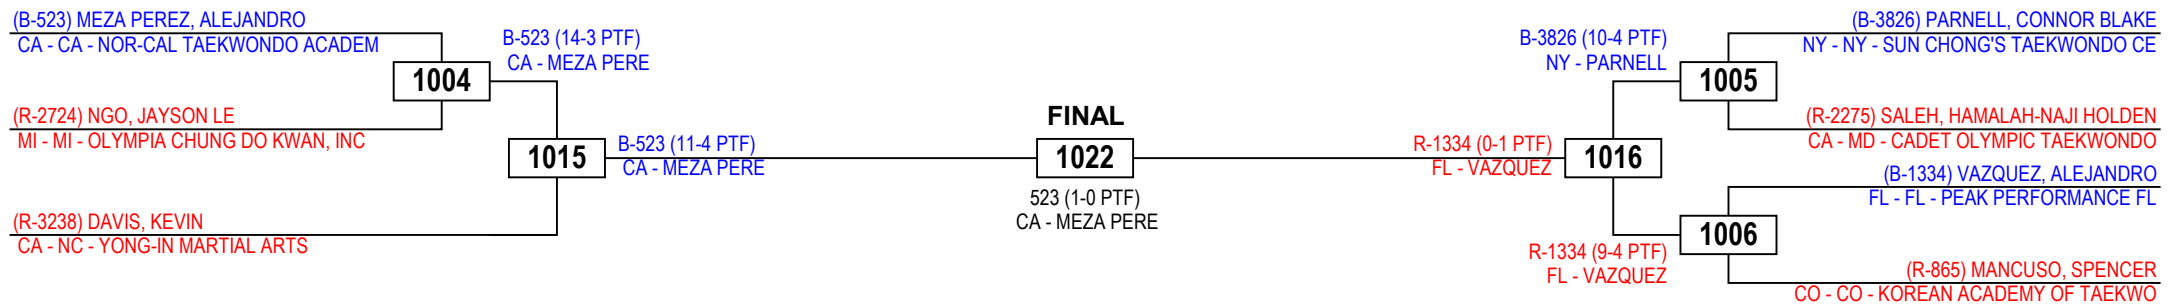 (B-523) MEZA PEREZ, ALEJANDRO
CA - CA - NOR-CAL TAEKWONDO ACADEM
B-523 (14-3 PTF)
CA - MEZA PERE
1004
(R-2724) NGO, JAYSON LE
MI - MI - OLYMPIA CHUNG DO KWAN, INC
1015
B-523 (11-4 PTF)
CA - MEZA PERE
(R-3238) DAVIS, KEVIN
CA - NC - YONG-IN MARTIAL ARTS
FINAL
1022
523 (1-0 PTF)
CA - MEZA PERE
(B-3826) PARNELL, CONNOR BLAKE
NY - NY - SUN CHONG'S TAEKWONDO CE
B-3826 (10-4 PTF)
NY - PARNELL
1005
(R-2275) SALEH, HAMALAH-NAJI HOLDEN
CA - MD - CADET OLYMPIC TAEKWONDO
R-1334 (0-1 PTF)
FL - VAZQUEZ
1016
(B-1334) VAZQUEZ, ALEJANDRO
FL - FL - PEAK PERFORMANCE FL
1006
R-1334 (9-4 PTF)
FL - VAZQUEZ
(R-865) MANCUSO, SPENCER
CO - CO - KOREAN ACADEMY OF TAEKWO